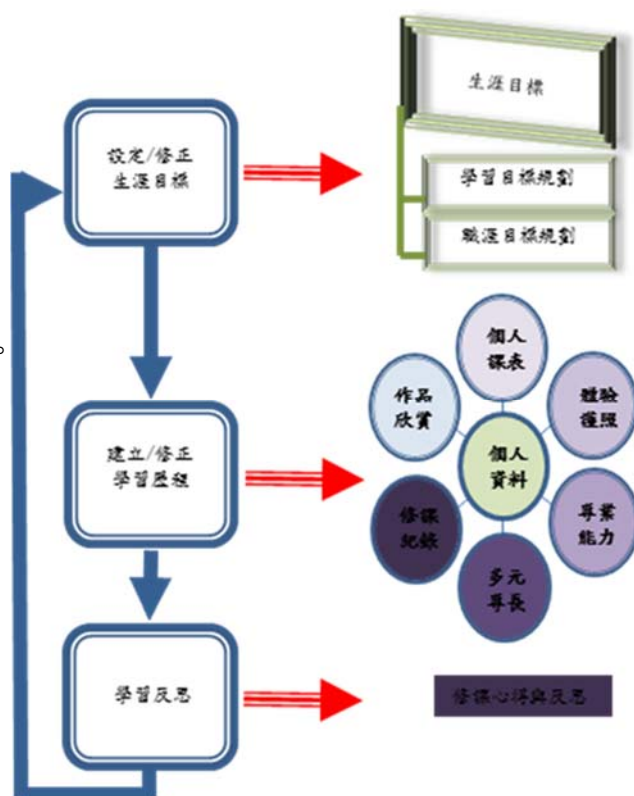 設定/修正
生涯目標
生涯目標
學習目標規劃
職涯目標規劃
。
建立/修正
學習歷程
個人
課表
體驗
護照
專業
能力
多元
專長
修課
紀錄
作品
欣賞
個人
資料
學習反思
修課心得與反思